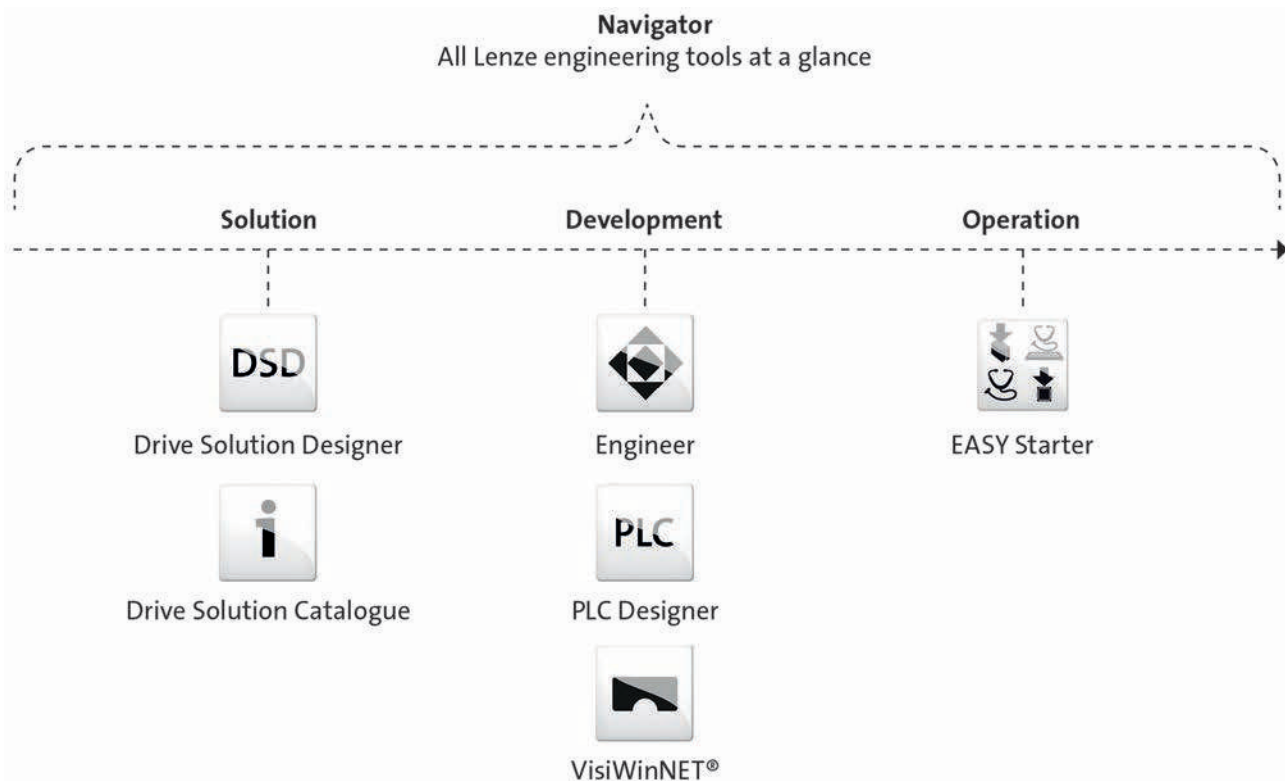 Navigator
All Lenze engineering tools at a glance
Solution
Development
Operation
DSD
Drive Solution Designer
Engineer
EASY Starter
i
Drive Solution Catalogue
PLC
PLC Designer
VisiWinNET®